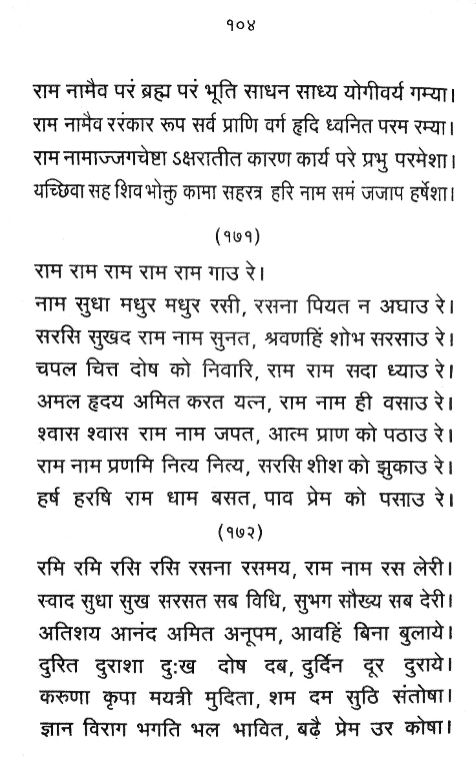 १०४
राम नामैव परं ब्रह्म परं भूति साधन साध्य योगीवर्य गम्या।
राम नामैव ररंकार रूप सर्व प्राणि वर्ग हृदि ध्वनित परम रम्या।
राम नामाज्जगचेष्टा ऽक्षरातीत कारण कार्य परे प्रभु परमेशा।
यच्छिवा सह शिव भोक्तु कामा सहस्त्र हरि नाम समं जजाप हर्षेशा।
(१७१)
राम राम राम राम राम गाउ रे।
नाम सुधा मधुर मधुर रसी, रसना पियत न अघाउ रे।
सरसि सुखद राम नाम सुनत, श्रवणहिं शोभ सरसाउ रे।
चपल चित्त दोष को निवारि, राम राम सदा ध्याउ रे।
अमल हृदय अमित करत यत्न, राम नाम ही वसाउ रे।
श्वास श्वास राम नाम जपत, आत्म प्राण को पठाउ रे।
राम नाम प्रणमि नित्य नित्य, सरसि शीश को झुकाउ रे।
हर्ष हरषि राम धाम बसत, पाव प्रेम को पसाउ रे।
(१७२)
रमि रमि रसि रसि रसना रसमय, राम नाम रस लेरी।
स्वाद सुधा सुख सरसत सब विधि, सुभग सौख्य सब देरी।
अतिशय आनंद अमित अनूपम, आवहिं बिना बुलाये।
दुरित दुराशा दुःख दोष दब, दुर्दिन दूर दुराये।
करुणा कृपा मयत्री मुदिता, शम दम सुठि संतोषा।
ज्ञान विराग भगति भल भावित, बढ़ै प्रेम उर कोषा।